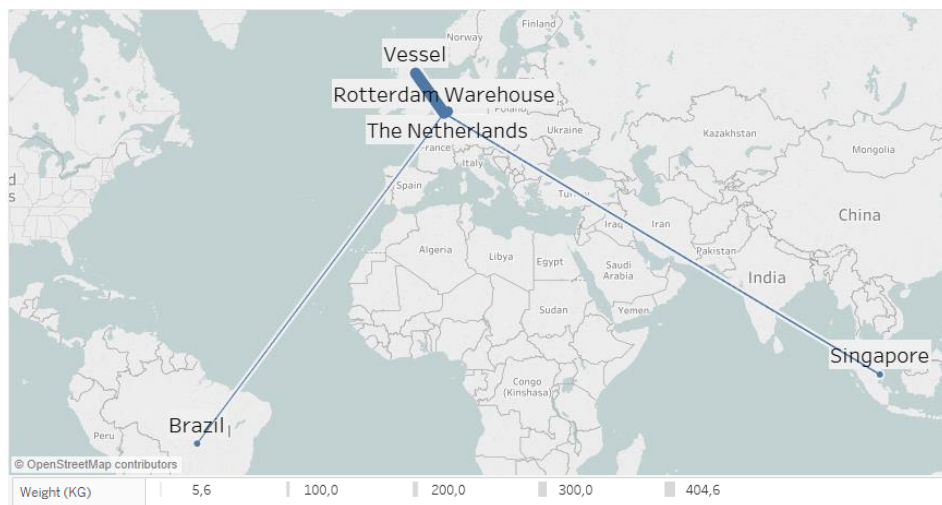 Norway
Finland
Vessel
Rotterdam Warehouse
Poland
The Netherlands
Ukraine
France
Kazakhstan
Mongolia
Italy
Spain
Turkey
China
Iraq
Iran
Algeria
Libya
Egypt
Pakistan
Saudi
Arabia
India
Sudan
Yemen
Singapore
Congo
(Kinshasa)
Brazil
Peru
© OpenStreetMap contributors
Weight (KG) 5,6 100,0 200,0 300,0 404,6